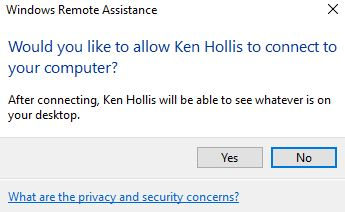 Windows Remote Assistance
Would you like to allow Ken Hollis to connect to
your computer?
After connecting, Ken Hollis will be able to see whatever is on
your desktop.
Yes
No
What are the privacy and security concerns?